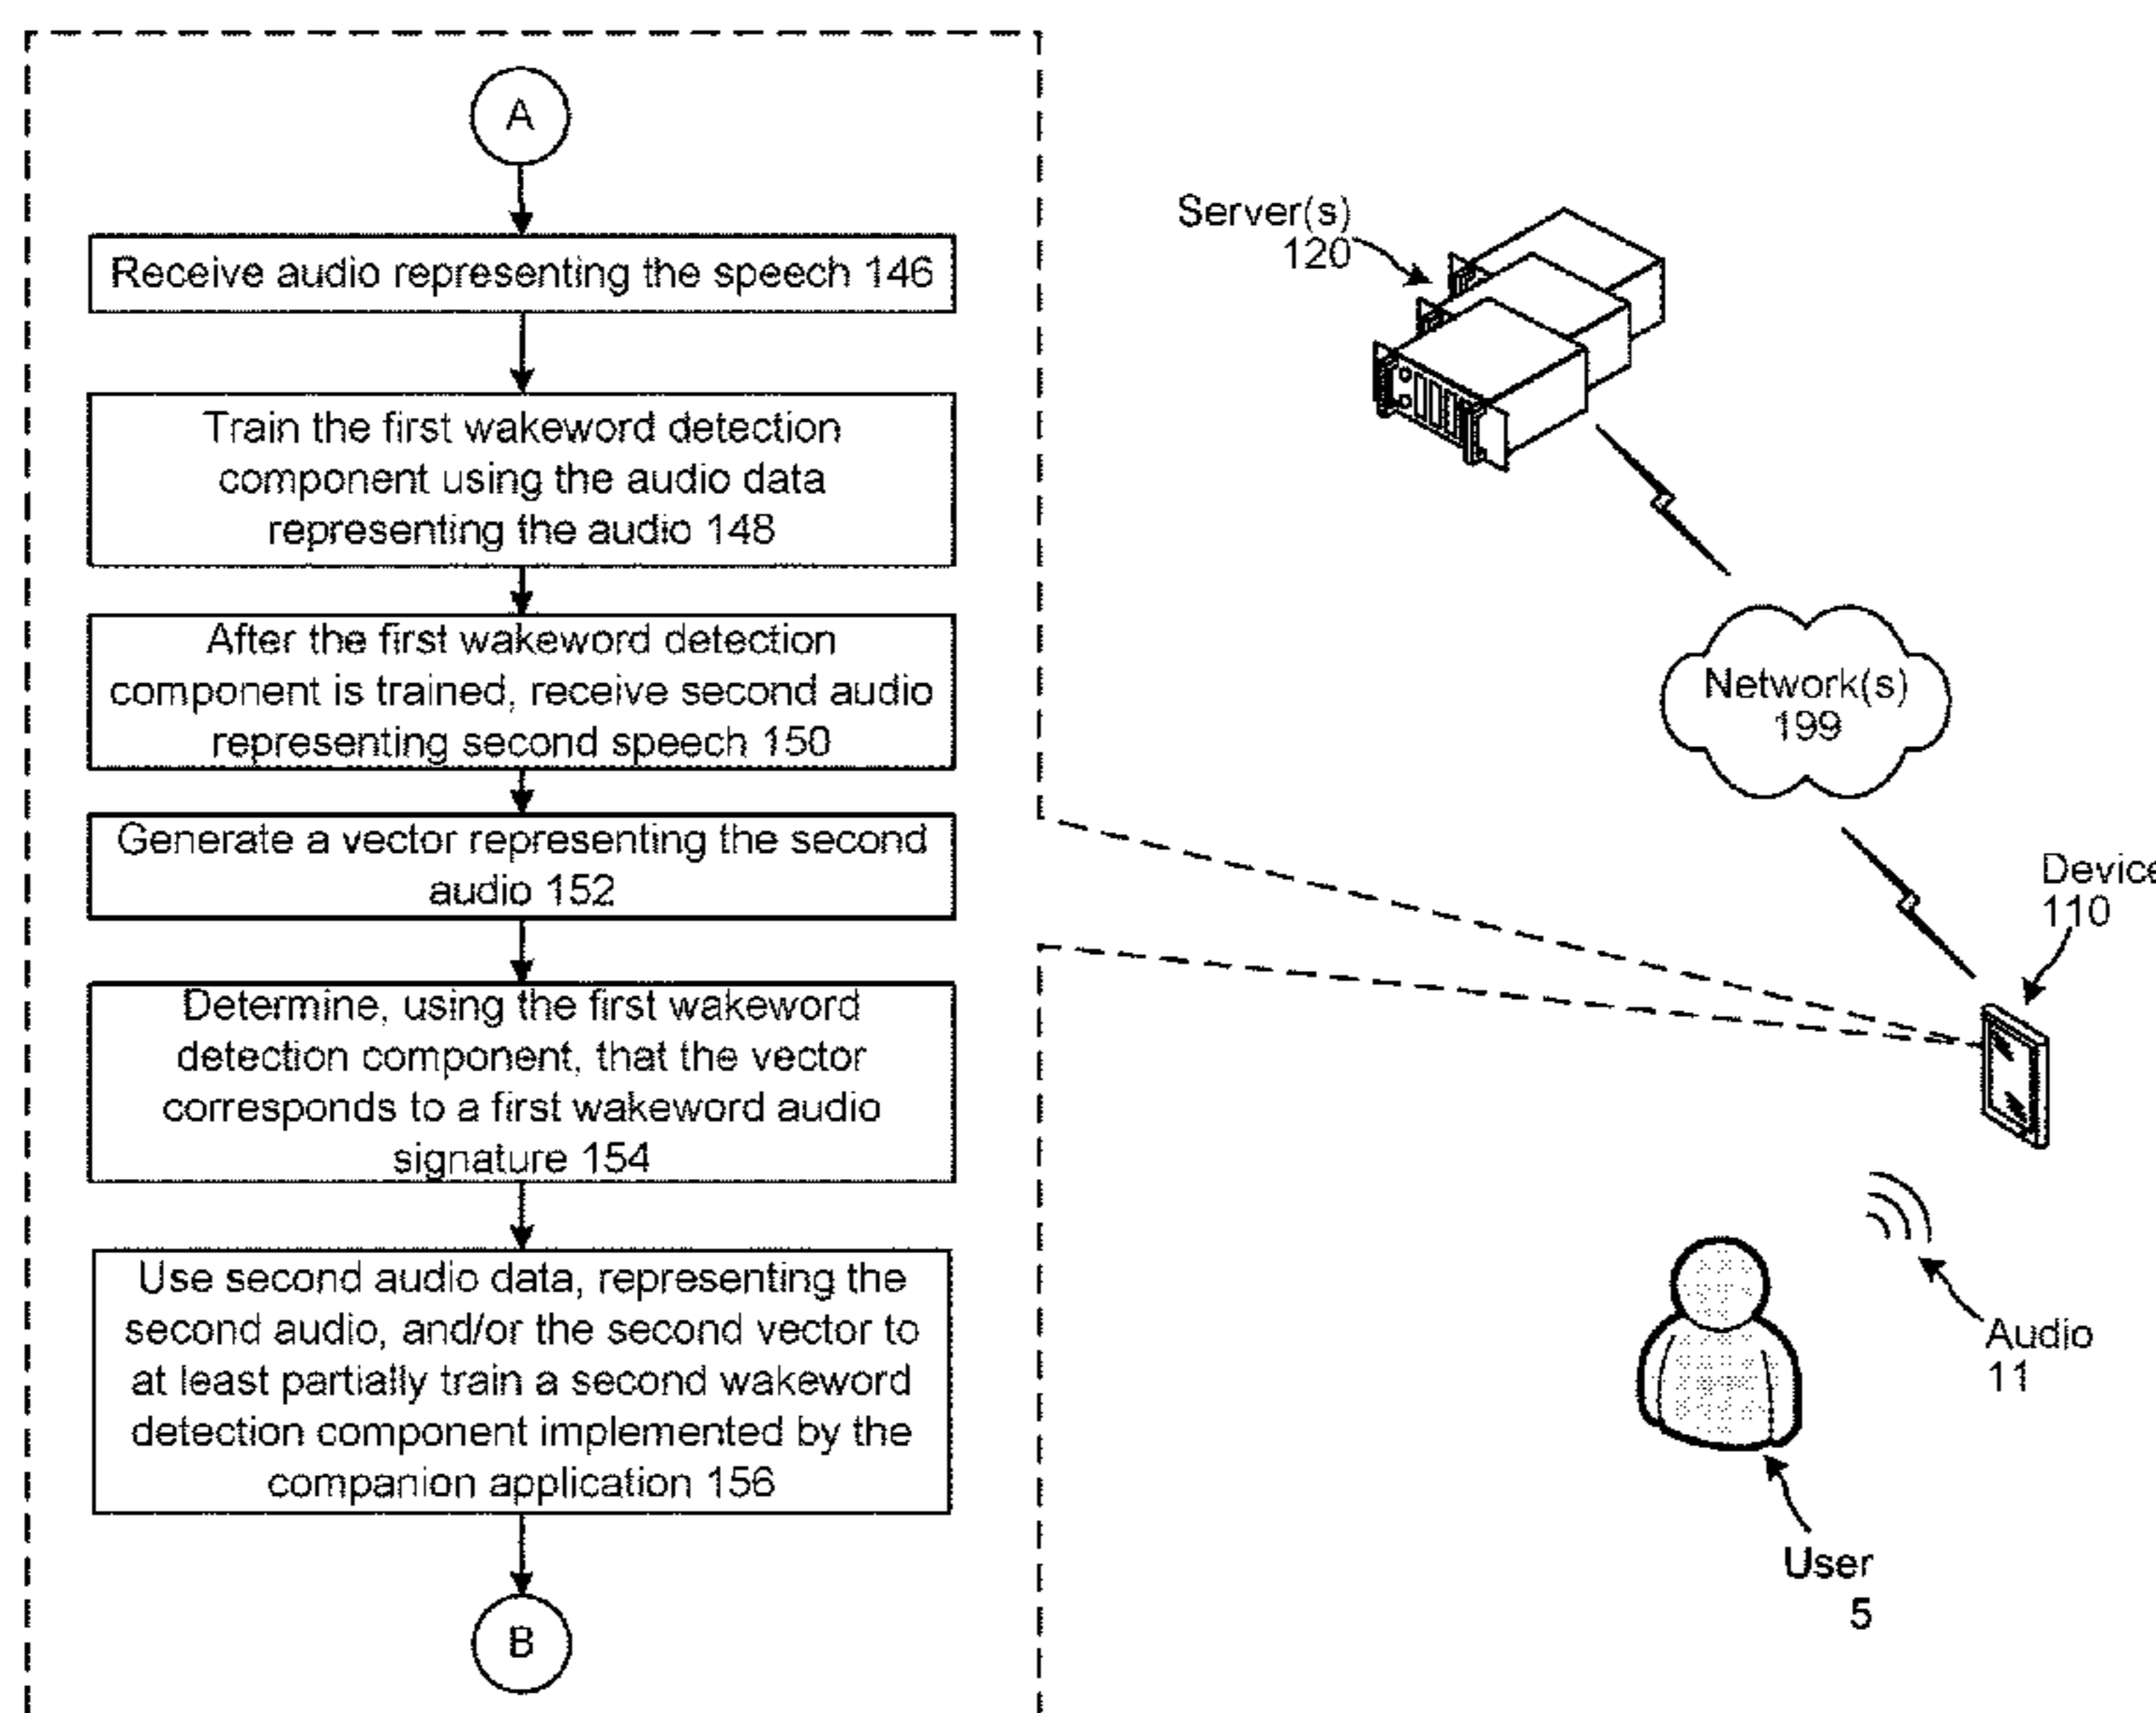 A
Receive audio representing the speech 146
Train the first wakeword detection
component using the audio data
representing the audio 148
After the first wakeword detection
component is trained, receive second audio
representing second speech 150
Generate a vector representing the second
audio 152
Determine, using the first wakeword
detection component, that the vector
corresponds to a first wakeword audio
signature 154
Use second audio data, representing the
second audio, and/or the second vector to
at least partially train a second wakeword
detection component implemented by the
companion application 156
B
Server(s)
120
Network(s)
199
Device
110
Audio
11
User
5